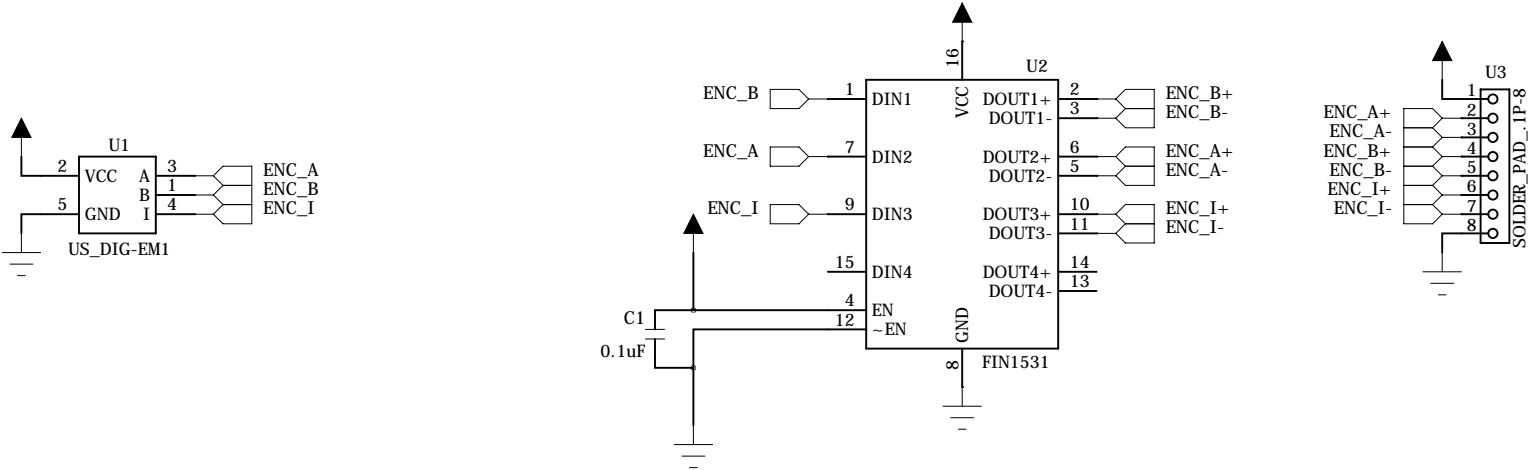 U1
2 VCC A 3 ENC_A
B 1 ENC_B
5 GND I 4 ENC_I
US_DIG-EM1
16
U2
ENC_B 1 DIN1 VCC DOUT1+ 2 ENC_B+
DOUT1- 3 ENC_B-
ENC_A 7 DIN2 DOUT2+ 6 ENC_A+
DOUT2- 5 ENC_A-
ENC_I 9 DIN3 DOUT3+ 10 ENC_I+
DOUT3- 11 ENC_I-
15 DIN4 DOUT4+ 14
DOUT4- 13
4 EN
12 ~EN
GND
8
FIN1531
C1
0.1uF
U3
1
ENC_A+ 2
ENC_A- 3
ENC_B+ 4
ENC_B- 5
ENC_I+ 6
ENC_I- 7
8
SOLDER_PAD_.1P-8